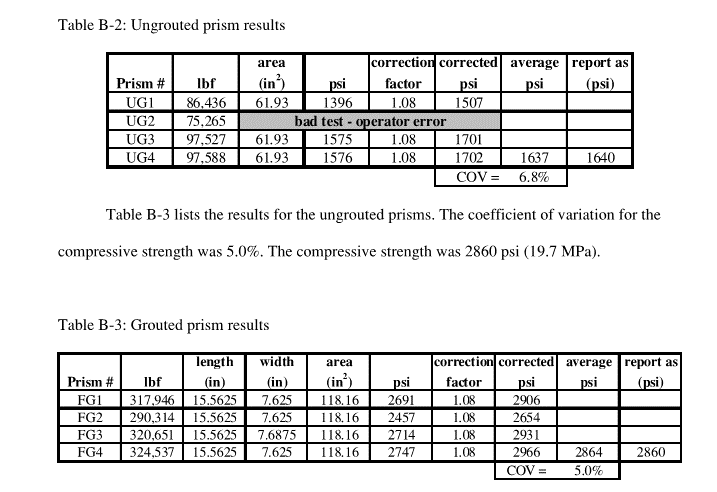 Table B-2: Ungrouted prism results
area correction corrected average report as
Prism # lbf (in²) psi factor psi psi (psi)
UG1 86,436 61.93 1396 1.08 1507
UG2 75,265 bad test - operator error
UG3 97,527 61.93 1575 1.08 1701
UG4 97,588 61.93 1576 1.08 1702 1637 1640
COV = 6.8%
Table B-3 lists the results for the ungrouted prisms. The coefficient of variation for the
compressive strength was 5.0%. The compressive strength was 2860 psi (19.7 MPa).
Table B-3: Grouted prism results
length width area correction corrected average report as
Prism # lbf (in) (in) (in²) psi factor psi psi (psi)
FG1 317,946 15.5625 7.625 118.16 2691 1.08 2906
FG2 290,314 15.5625 7.625 118.16 2457 1.08 2654
FG3 320,651 15.5625 7.6875 118.16 2714 1.08 2931
FG4 324,537 15.5625 7.625 118.16 2747 1.08 2966 2864 2860
COV = 5.0%